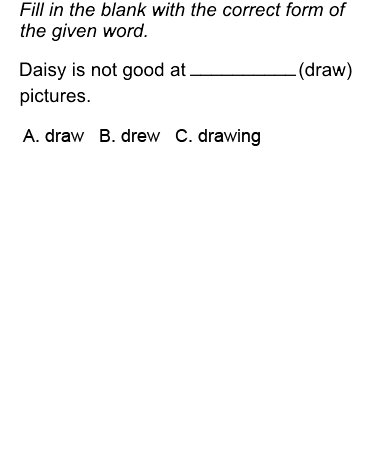 Fill in the blank with the correct form of
the given word.
Daisy is not good at ___________ (draw)
pictures.
A. draw B. drew C. drawing